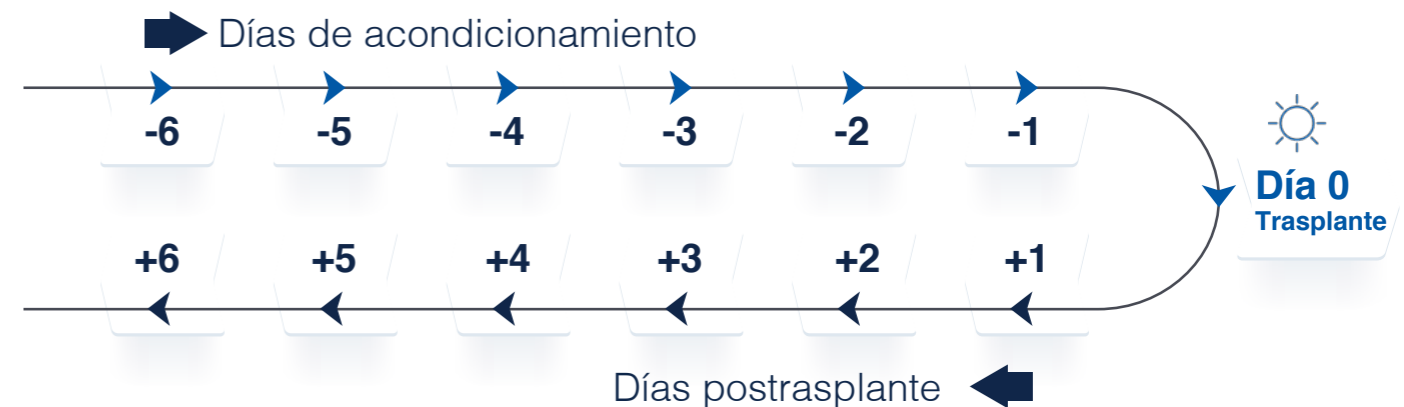 Días de acondicionamiento
-6 -5 -4 -3 -2 -1
Día 0
Trasplante
+6 +5 +4 +3 +2 +1
Días postrasplante